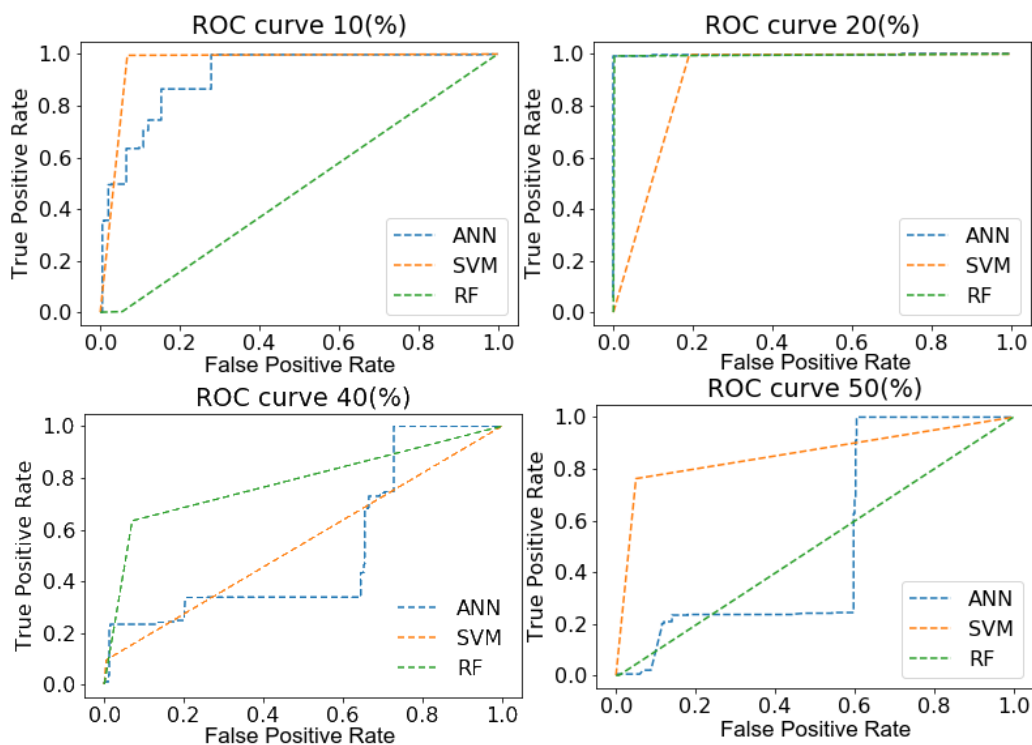 ROC curve 10(%)
True Positive Rate
1.0
0.8
0.6
0.4
0.2
0.0
ANN
SVM
RF
0.0 0.2 0.4 0.6 0.8 1.0
False Positive Rate
ROC curve 20(%)
True Positive Rate
1.0
0.8
0.6
0.4
0.2
0.0
ANN
SVM
RF
0.0 0.2 0.4 0.6 0.8 1.0
False Positive Rate
ROC curve 40(%)
True Positive Rate
1.0
0.8
0.6
0.4
0.2
0.0
ANN
SVM
RF
0.0 0.2 0.4 0.6 0.8 1.0
False Positive Rate
ROC curve 50(%)
True Positive Rate
1.0
0.8
0.6
0.4
0.2
0.0
ANN
SVM
RF
0.0 0.2 0.4 0.6 0.8 1.0
False Positive Rate